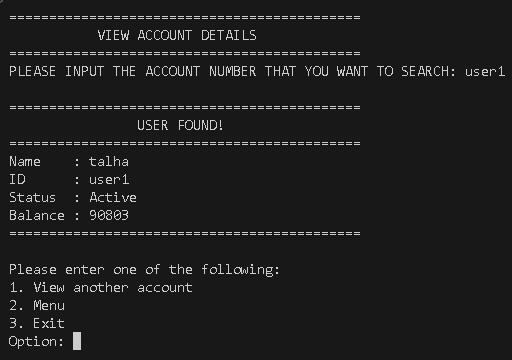 ============================================
VIEW ACCOUNT DETAILS
============================================
PLEASE INPUT THE ACCOUNT NUMBER THAT YOU WANT TO SEARCH: user1
============================================
USER FOUND!
============================================
Name    : talha
ID      : user1
Status  : Active
Balance : 90803
============================================
Please enter one of the following:
1. View another account
2. Menu
3. Exit
Option: